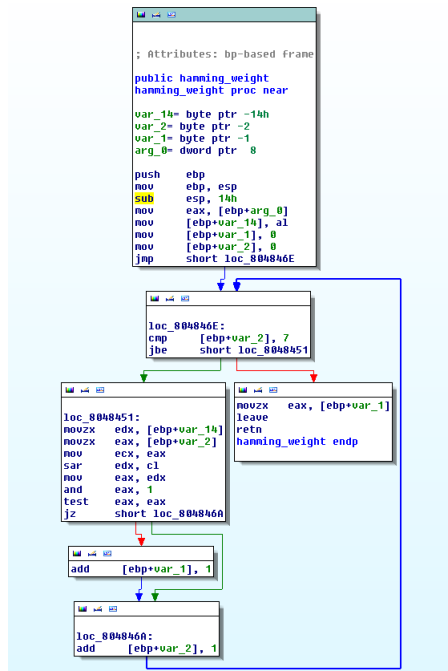 ; Attributes: bp-based frame
public hamming_weight
hamming_weight proc near
var_14= byte ptr -14h
var_2= byte ptr -2
var_1= byte ptr -1
arg_0= dword ptr  8
push    ebp
mov     ebp, esp
sub     esp, 14h
mov     eax, [ebp+arg_0]
mov     [ebp+var_14], al
mov     [ebp+var_1], 0
mov     [ebp+var_2], 0
jmp     short loc_804846E
loc_804846E:
cmp     [ebp+var_2], 7
jbe     short loc_8048451
loc_8048451:
movzx   edx, [ebp+var_14]
movzx   eax, [ebp+var_2]
mov     ecx, eax
sar     edx, cl
mov     eax, edx
and     eax, 1
test    eax, eax
jz      short loc_804846A
movzx   eax, [ebp+var_1]
leave
retn
hamming_weight endp
add     [ebp+var_1], 1
loc_804846A:
add     [ebp+var_2], 1